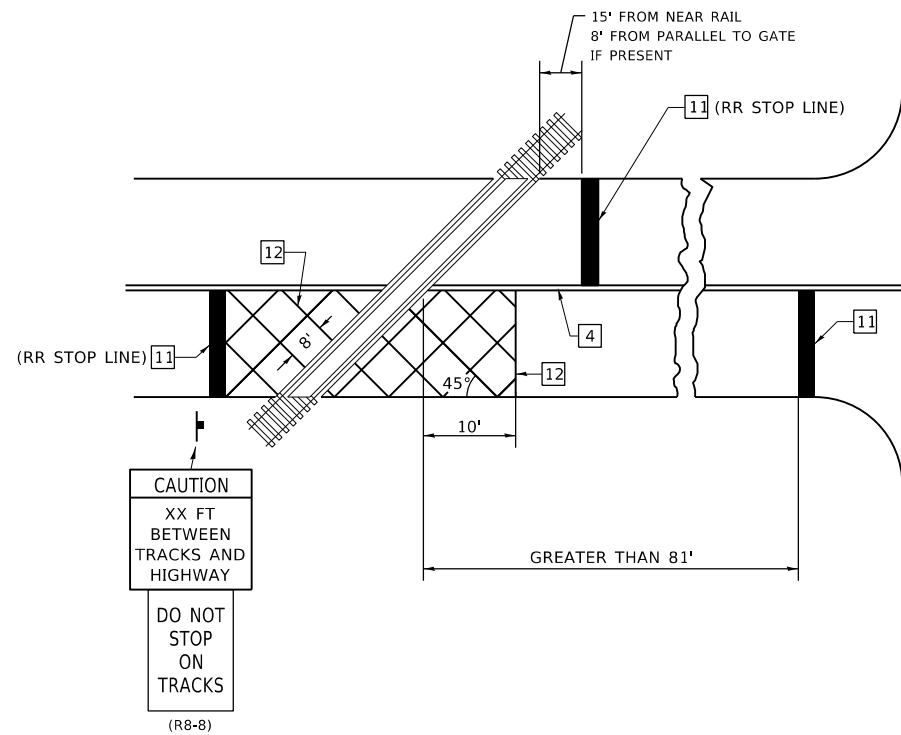 15' FROM NEAR RAIL
8' FROM PARALLEL TO GATE
IF PRESENT
11 (RR STOP LINE)
12
8'
4
11
(RR STOP LINE) 11
12
45°
10'
CAUTION
XX FT
BETWEEN
TRACKS AND
HIGHWAY
GREATER THAN 81'
DO NOT
STOP
ON
TRACKS
(R8-8)